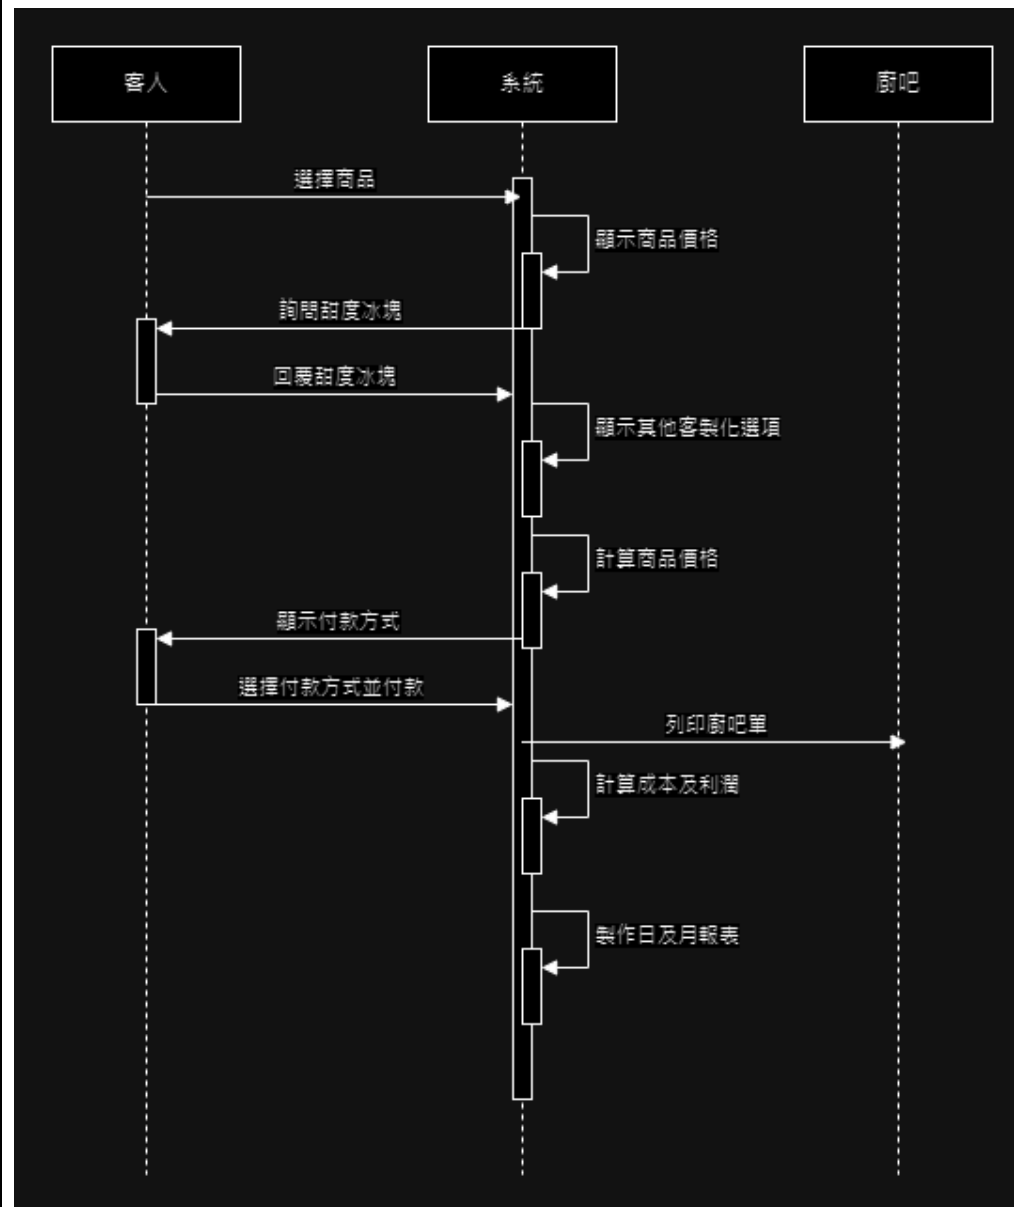 客人
系統
廚吧
選擇商品
顯示商品價格
詢問甜度冰塊
回覆甜度冰塊
顯示其他客製化選項
計算商品價格
顯示付款方式
選擇付款方式並付款
列印廚吧單
計算成本及利潤
製作日及月報表